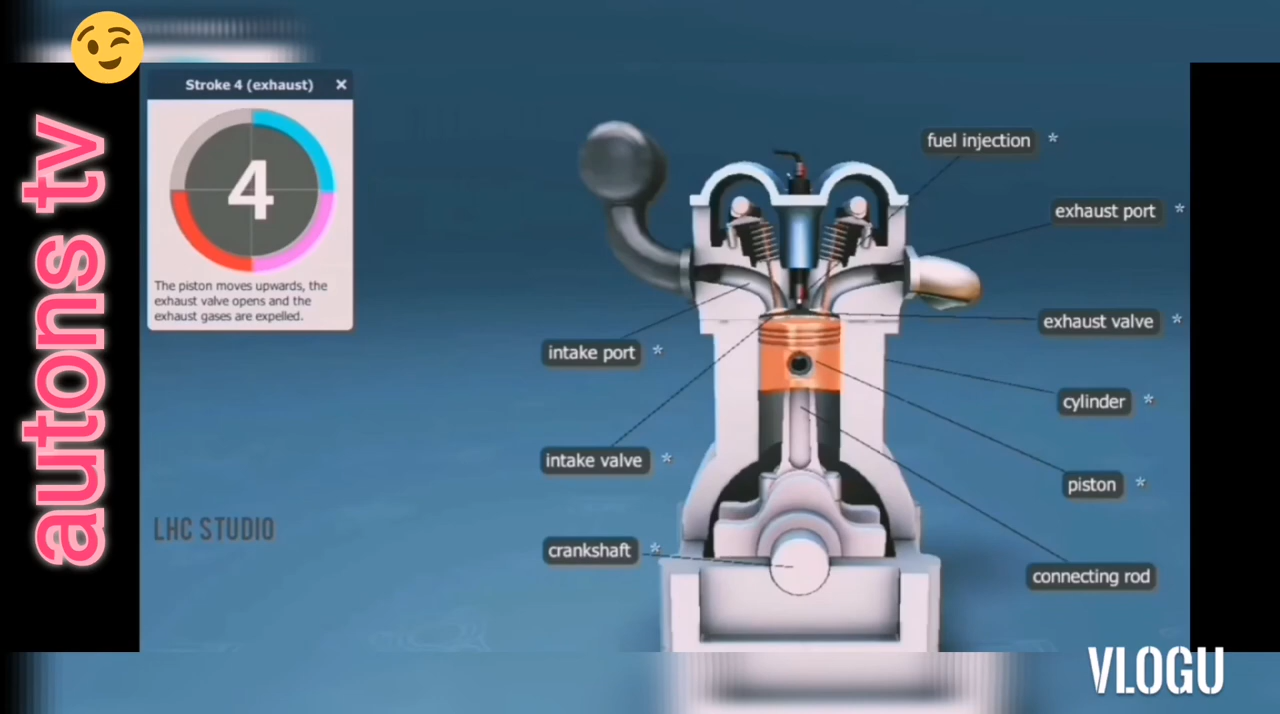 Stroke 4 (exhaust)
4
The piston moves upwards, the
exhaust valve opens and the
exhaust gases are expelled.
autons tv
fuel injection *
exhaust port *
exhaust valve *
intake port *
cylinder *
intake valve *
piston *
LHC STUDIO
crankshaft *
connecting rod
VLOGU